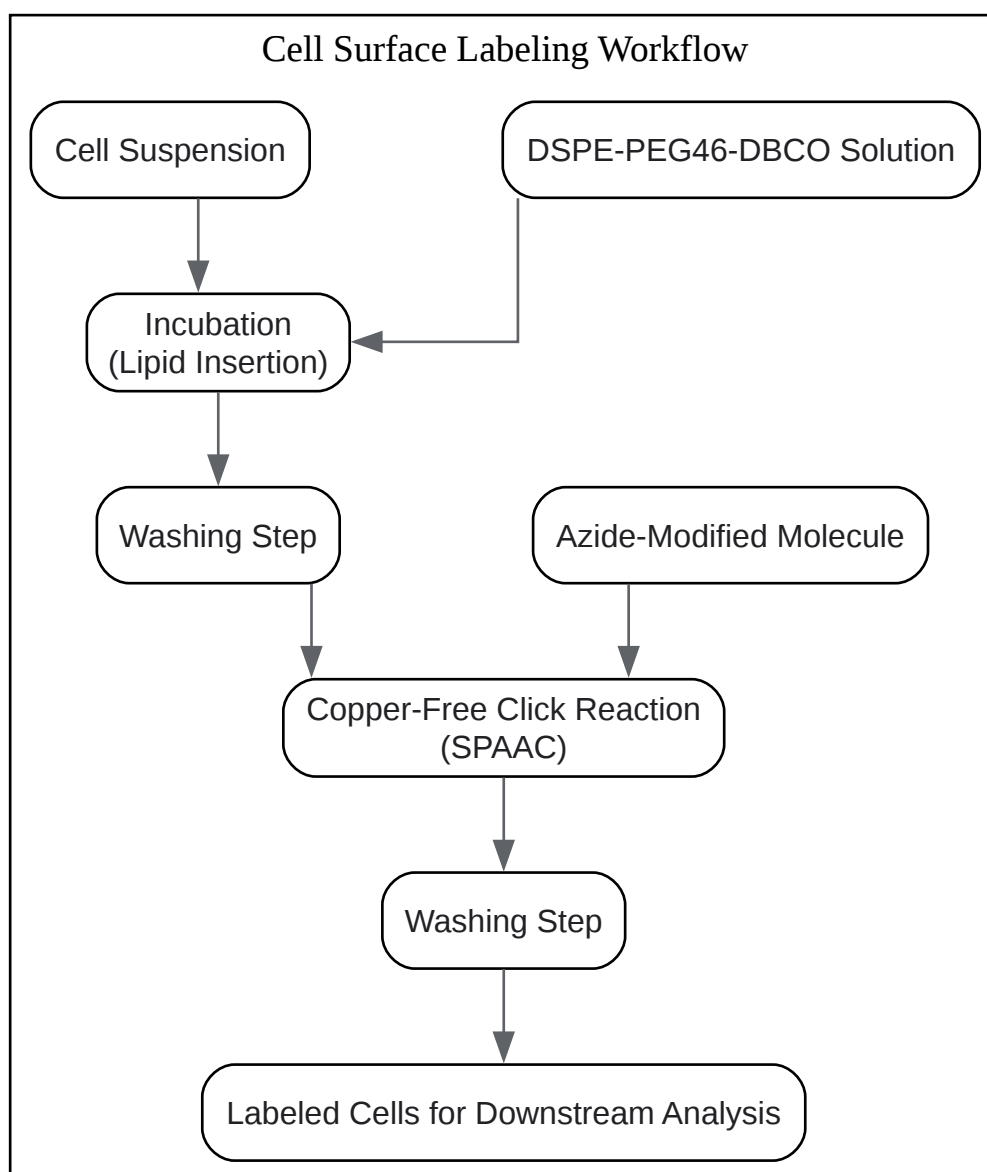 Cell Surface Labeling Workflow
Cell Suspension
DSPE-PEG46-DBCO Solution
Incubation
(Lipid Insertion)
Washing Step
Azide-Modified Molecule
Copper-Free Click Reaction
(SPAAC)
Washing Step
Labeled Cells for Downstream Analysis